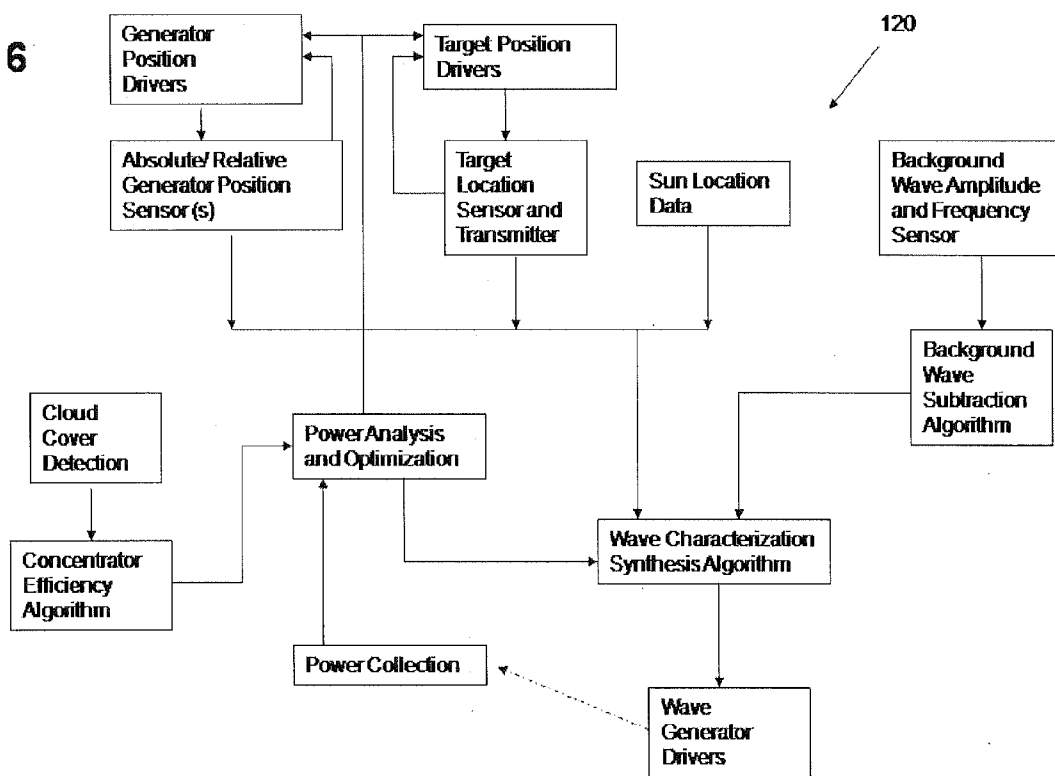 6
120
Generator
Position
Drivers
Target Position
Drivers
Absolute/ Relative
Generator Position
Sensor(s)
Target
Location
Sensor and
Transmitter
Sun Location
Data
Background
Wave Amplitude
and Frequency
Sensor
Background
Wave
Subtraction
Algorithm
Cloud
Cover
Detection
Power Analysis
and Optimization
Concentrator
Efficiency
Algorithm
Wave Characterization
Synthesis Algorithm
Power Collection
Wave
Generator
Drivers